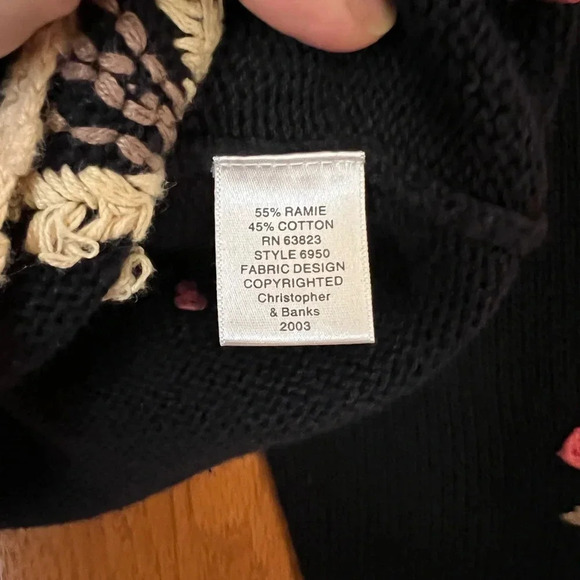 55% RAMIE
45% COTTON
RN 63823
STYLE 6950
FABRIC DESIGN
COPYRIGHTED
Christopher
& Banks
2003